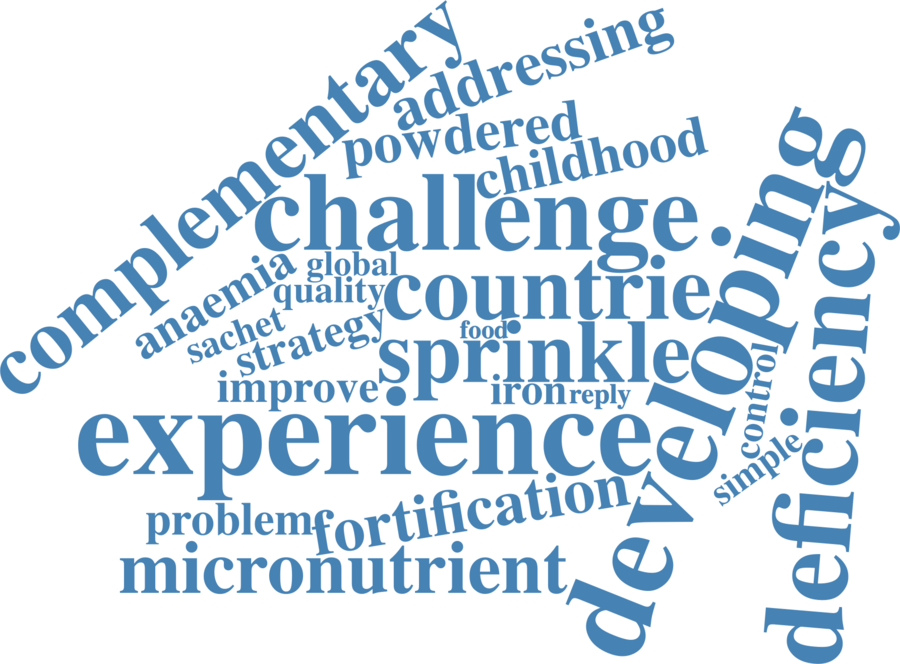 complementary
addressing
powdered
childhood
challenge
developing
deficiency
anaemia
global
quality
countrie
sachet
strategy
food
sprinkle
improve
iron
reply
control
simple
experience
problem
fortification
micronutrient